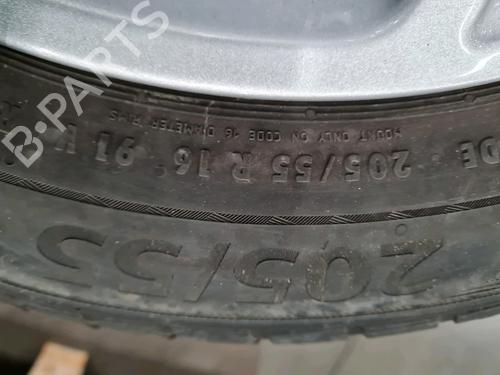 B-PARTS
MOUNT ONLY ON CODE 16 DIAMETER RIMS
205/55 R 16 91
DE
205/55